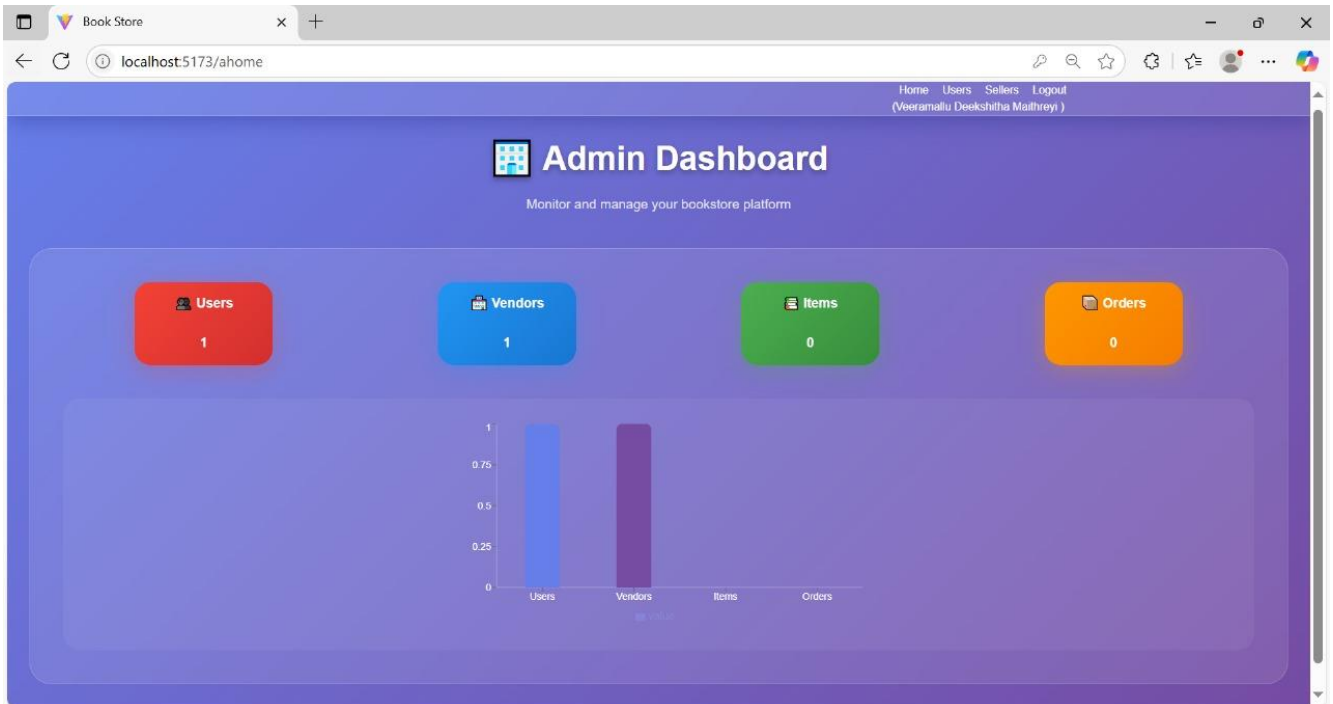 Book Store
localhost:5173/ahome
Home Users Sellers Logout
(Veeramallu Deekshitha Maithreyi )
Admin Dashboard
Monitor and manage your bookstore platform
Users
Vendors
Items
Orders
1
1
0
0
1
0.75
0.5
0.25
0
Users Vendors Items Orders
value